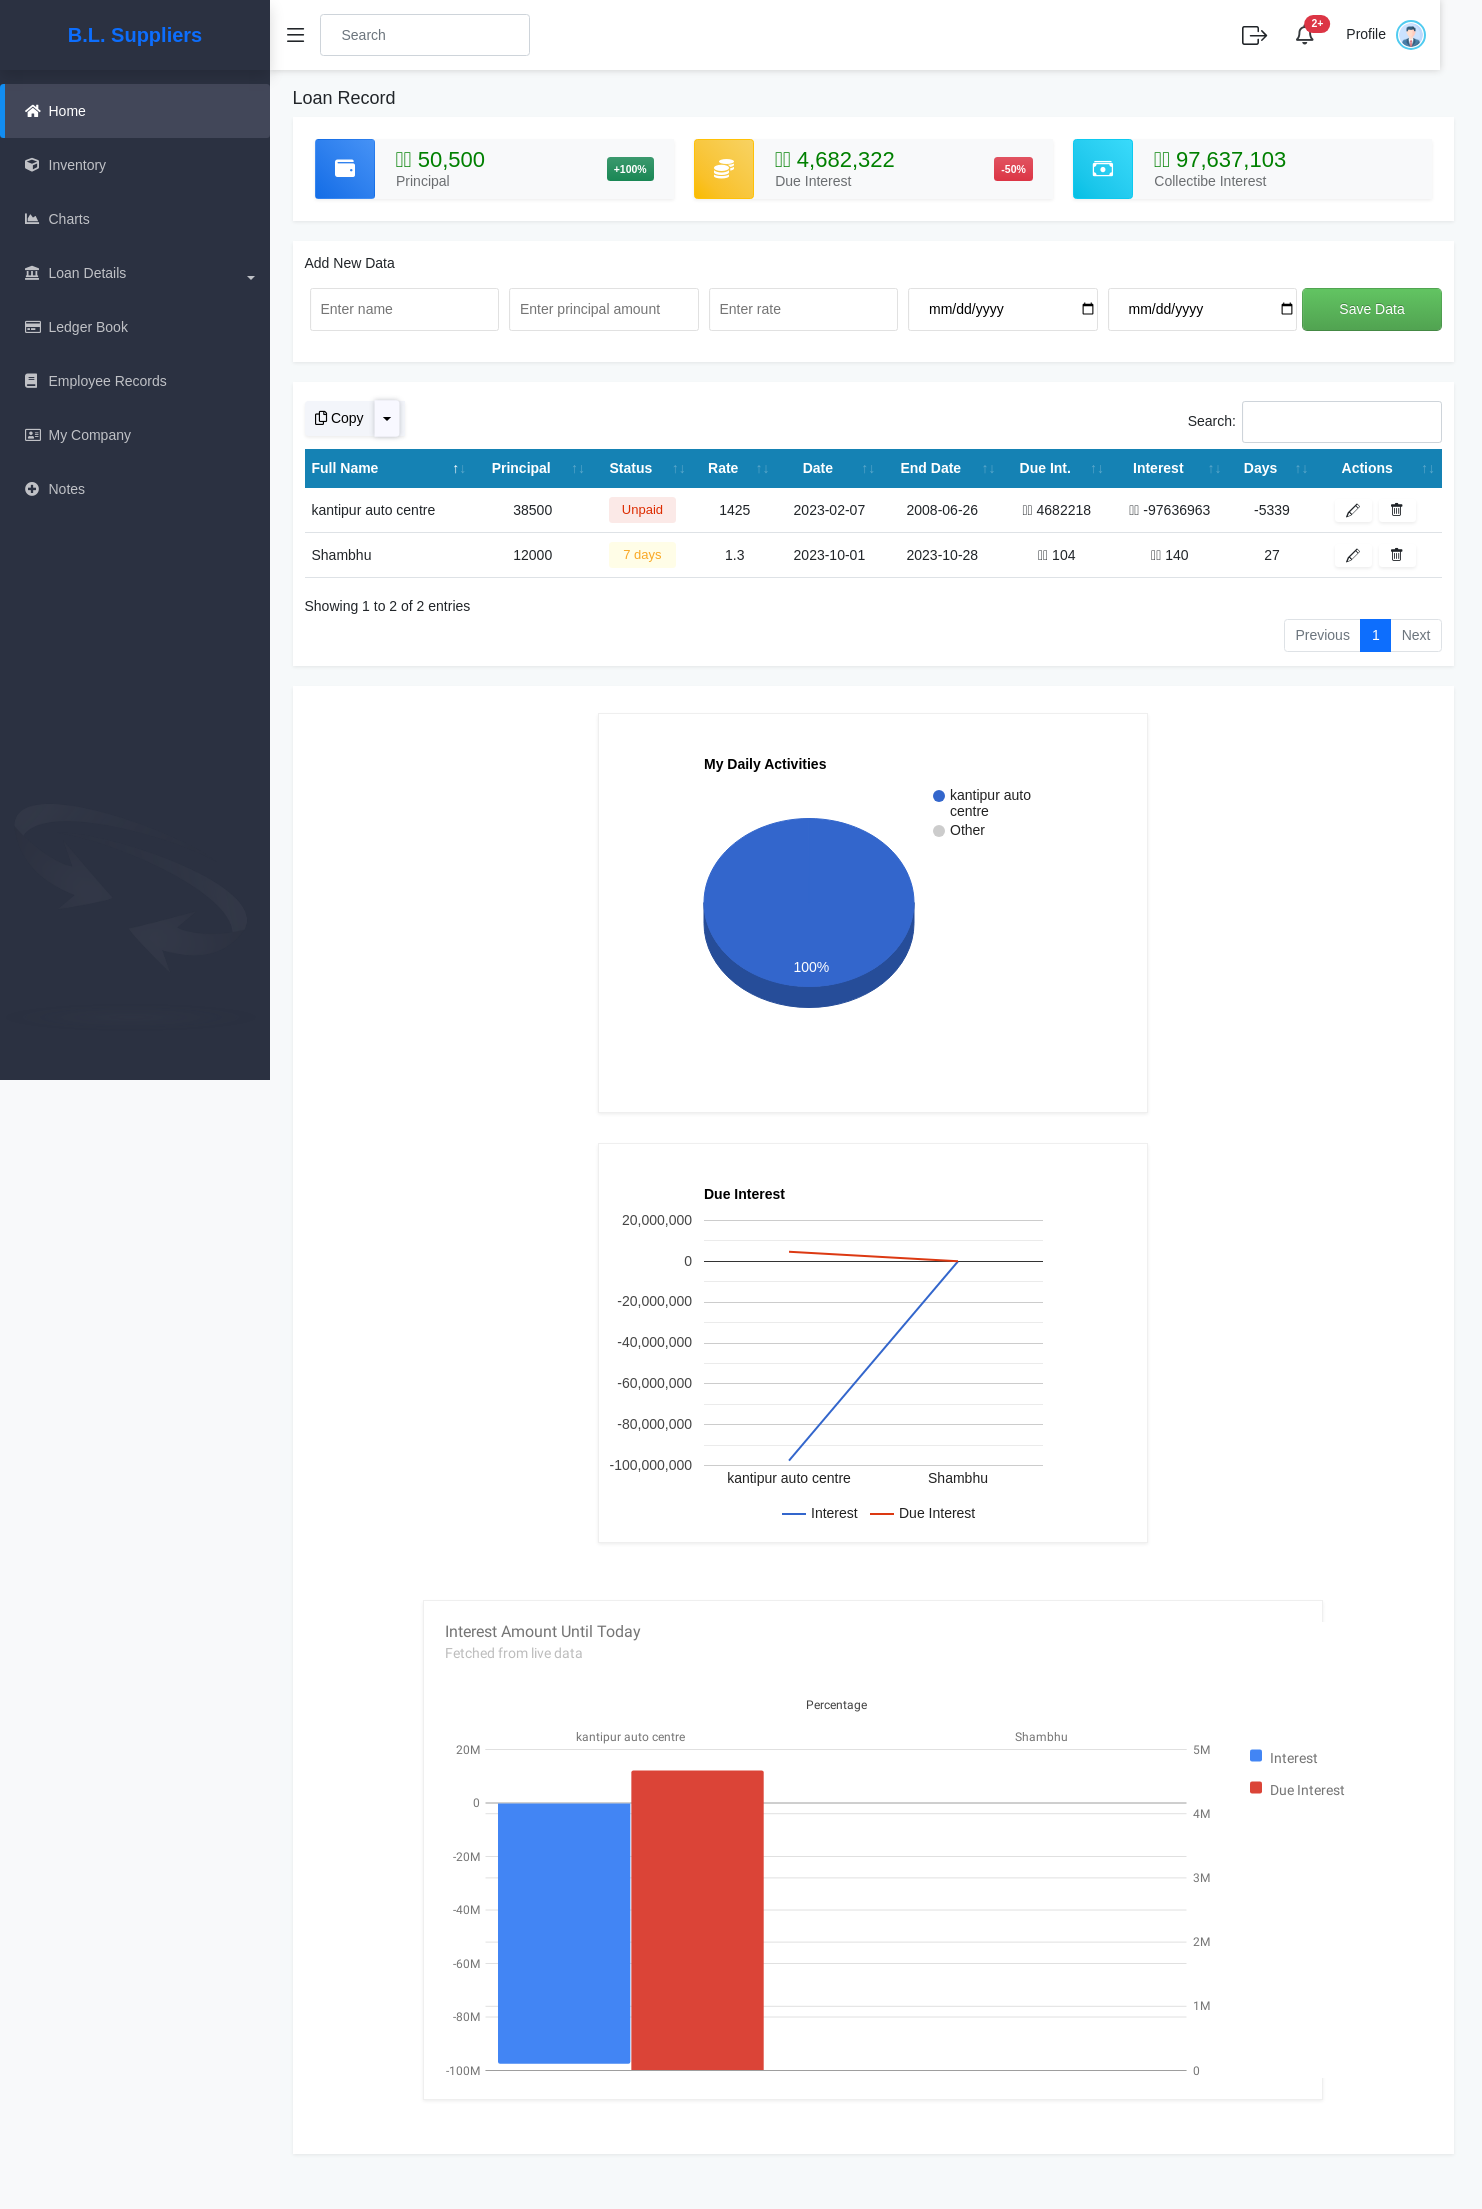 B.L. Suppliers
Search
2+
Profile
Home
Inventory
Charts
Loan Details
Ledger Book
Employee Records
My Company
Notes
Loan Record
50,500
Principal
+100%
4,682,322
Due Interest
-50%
97,637,103
Collectibe Interest
Add New Data
Enter name
Enter principal amount
Enter rate
mm/dd/yyyy
mm/dd/yyyy
Save Data
Copy
Search:
Full Name ↑↓ Principal ↑↓ Status ↑↓ Rate ↑↓ Date ↑↓ End Date ↑↓ Due Int. ↑↓ Interest ↑↓ Days ↑↓ Actions ↑↓
kantipur auto centre 38500 Unpaid 1425 2023-02-07 2008-06-26 4682218 -97636963 -5339
Shambhu 12000 7 days 1.3 2023-10-01 2023-10-28 104 140 27
Showing 1 to 2 of 2 entries
Previous 1 Next
My Daily Activities
kantipur auto
centre
Other
100%
Due Interest
20,000,000
0
-20,000,000
-40,000,000
-60,000,000
-80,000,000
-100,000,000
kantipur auto centre Shambhu
Interest Due Interest
Interest Amount Until Today
Fetched from live data
Percentage
kantipur auto centre Shambhu
20M 5M
Interest
Due Interest
0
4M
-20M
3M
-40M
2M
-60M
1M
-80M
-100M 0